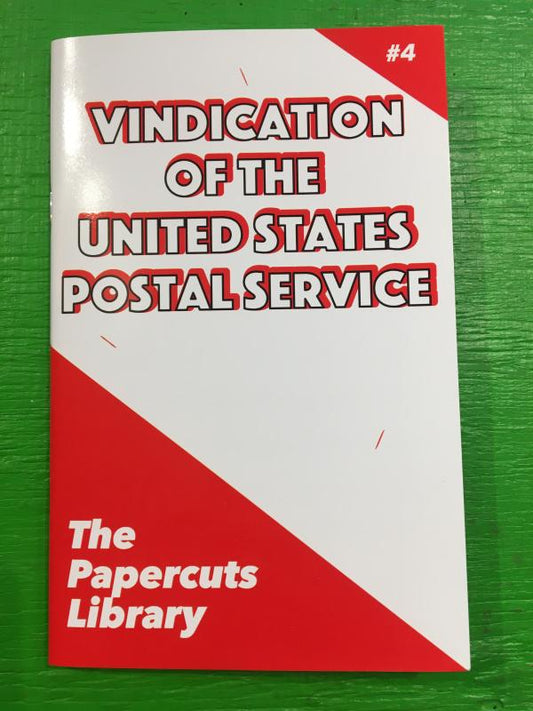 #4
VINDICATION
OF THE
UNITED STATES
POSTAL SERVICE
The
Papercuts
Library